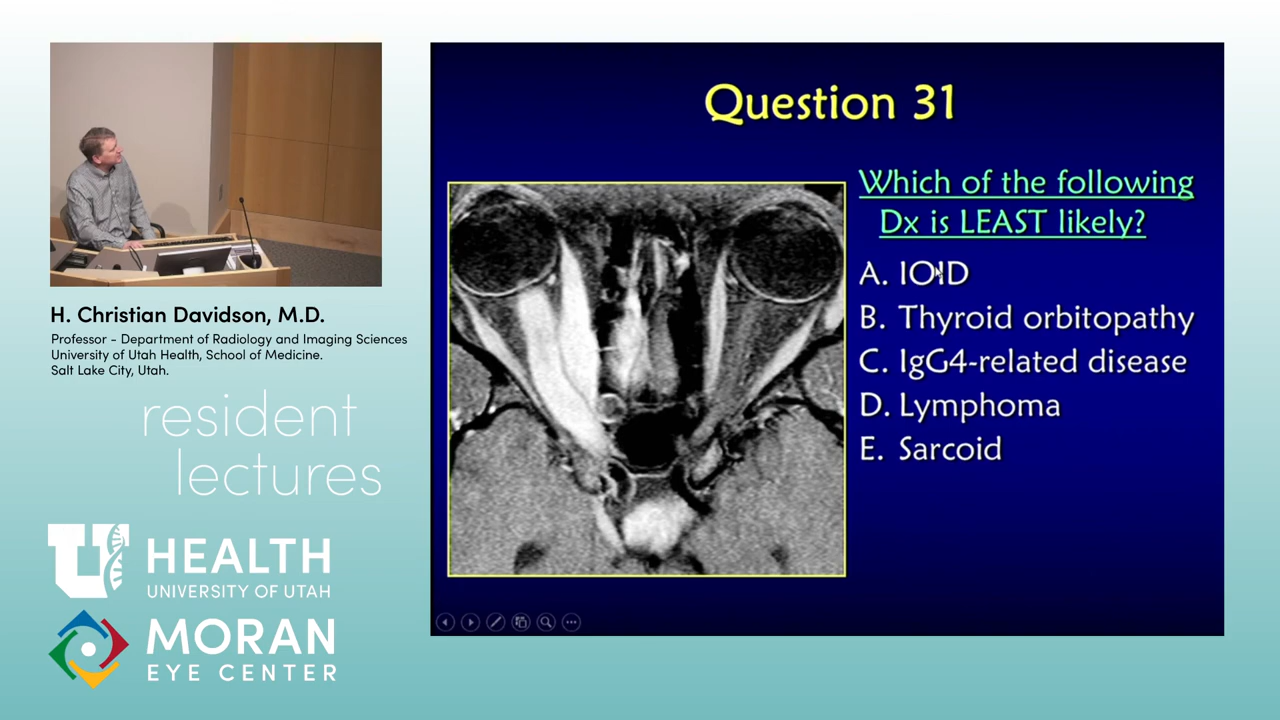 H. Christian Davidson, M.D.
Professor - Department of Radiology and Imaging Sciences
University of Utah Health, School of Medicine.
Salt Lake City, Utah.
resident
lectures
U HEALTH
UNIVERSITY OF UTAH
MORAN
EYE CENTER
Question 31
Which of the following
Dx is LEAST likely?
A. IOID
B. Thyroid orbitopathy
C. IgG4-related disease
D. Lymphoma
E. Sarcoid